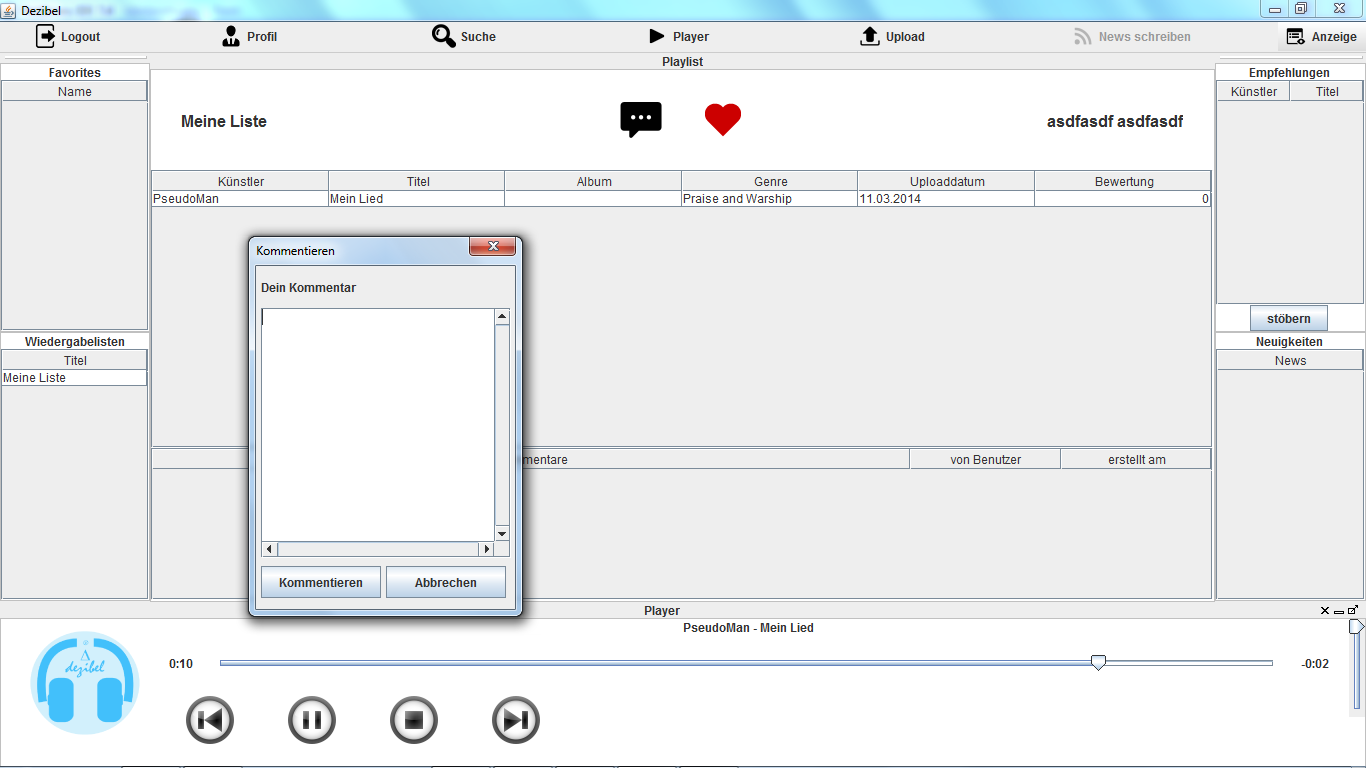 Dezibel
Logout Profil Suche Player Upload News schreiben Anzeige
Favorites
Name
Wiedergabelisten
Titel
Meine Liste
Playlist
Meine Liste asdfasdf asdfasdf
Künstler Titel Album Genre Uploaddatum Bewertung
PseudoMan Mein Lied Praise and Warship 11.03.2014 0
mentare von Benutzer erstellt am
Kommentieren
Dein Kommentar
Kommentieren Abbrechen
Empfehlungen
Künstler Titel
stöbern
Neuigkeiten
News
Player
PseudoMan - Mein Lied
dezibel
0:10 -0:02